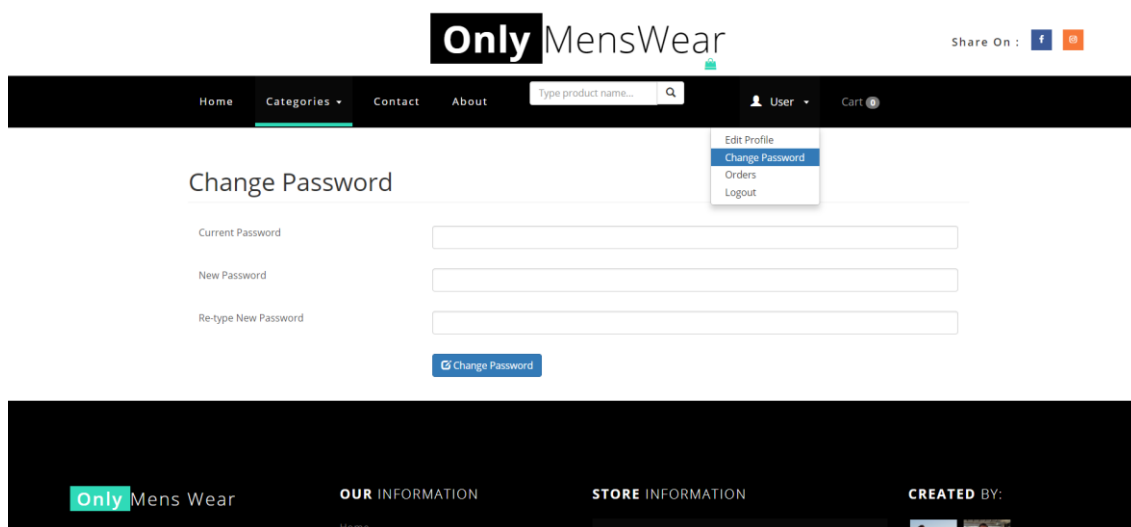 Only MensWear
Share On :
Home Categories Contact About Type product name... User Cart 0
Edit Profile
Change Password
Orders
Logout
Change Password
Current Password
New Password
Re-type New Password
Change Password
Only Mens Wear
OUR INFORMATION
STORE INFORMATION
CREATED BY:
Home